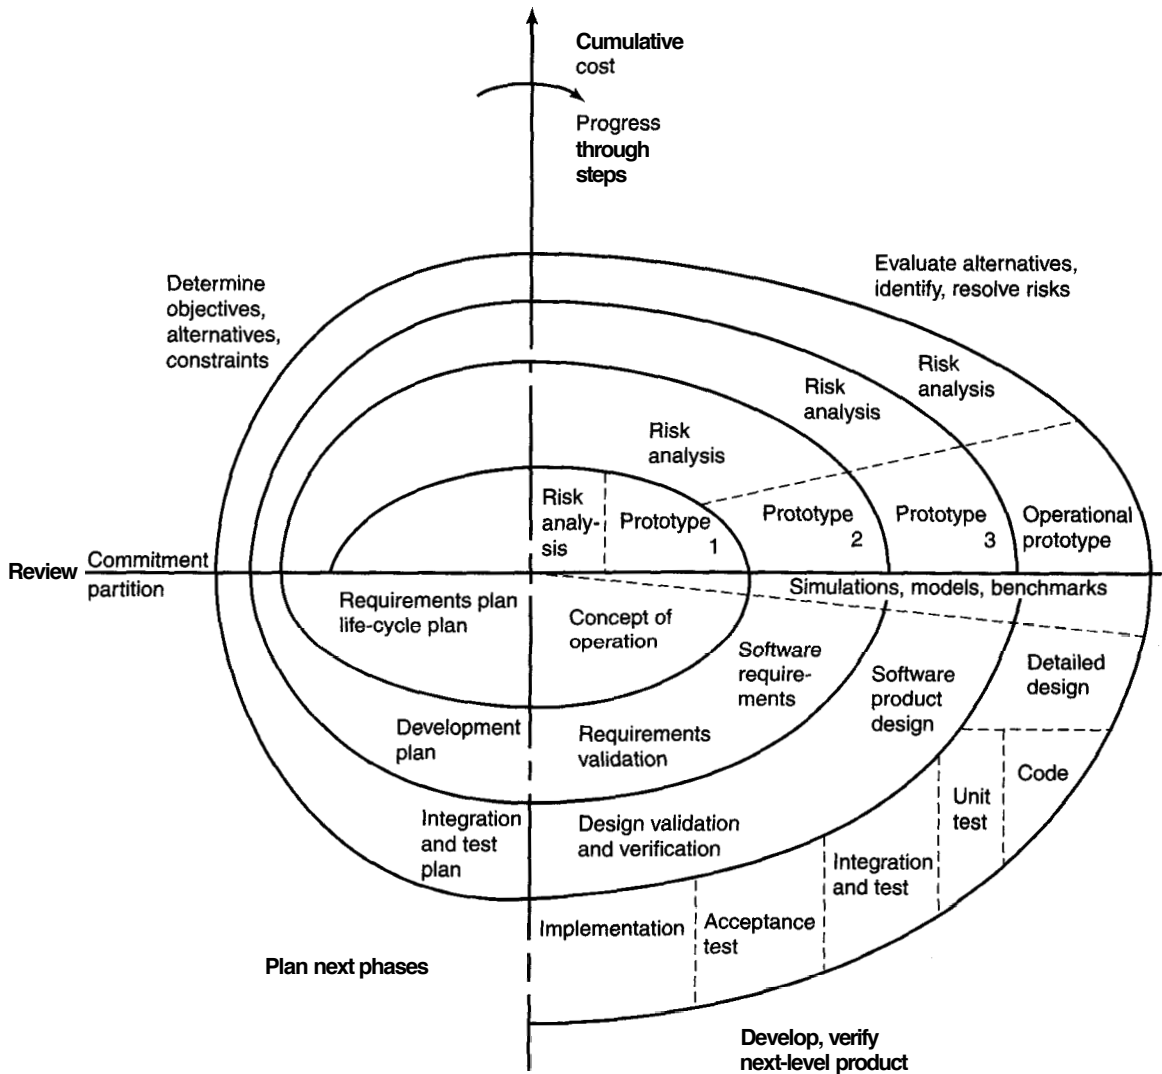 Cumulative
cost
Progress
through
steps
Determine
objectives,
alternatives,
constraints
Evaluate alternatives,
identify, resolve risks
Risk
analysis
Risk
analysis
Risk
analysis
Risk
analy-
sis
Prototype
1
Prototype
2
Prototype
3
Operational
prototype
Review
Commitment
partition
Simulations, models, benchmarks
Requirements plan
life-cycle plan
Concept of
operation
Software
require-
ments
Software
product
design
Detailed
design
Development
plan
Requirements
validation
Code
Unit
test
Integration
and test
plan
Design validation
and verification
Integration
and test
Acceptance
test
Implementation
Plan next phases
Develop, verify
next-level product